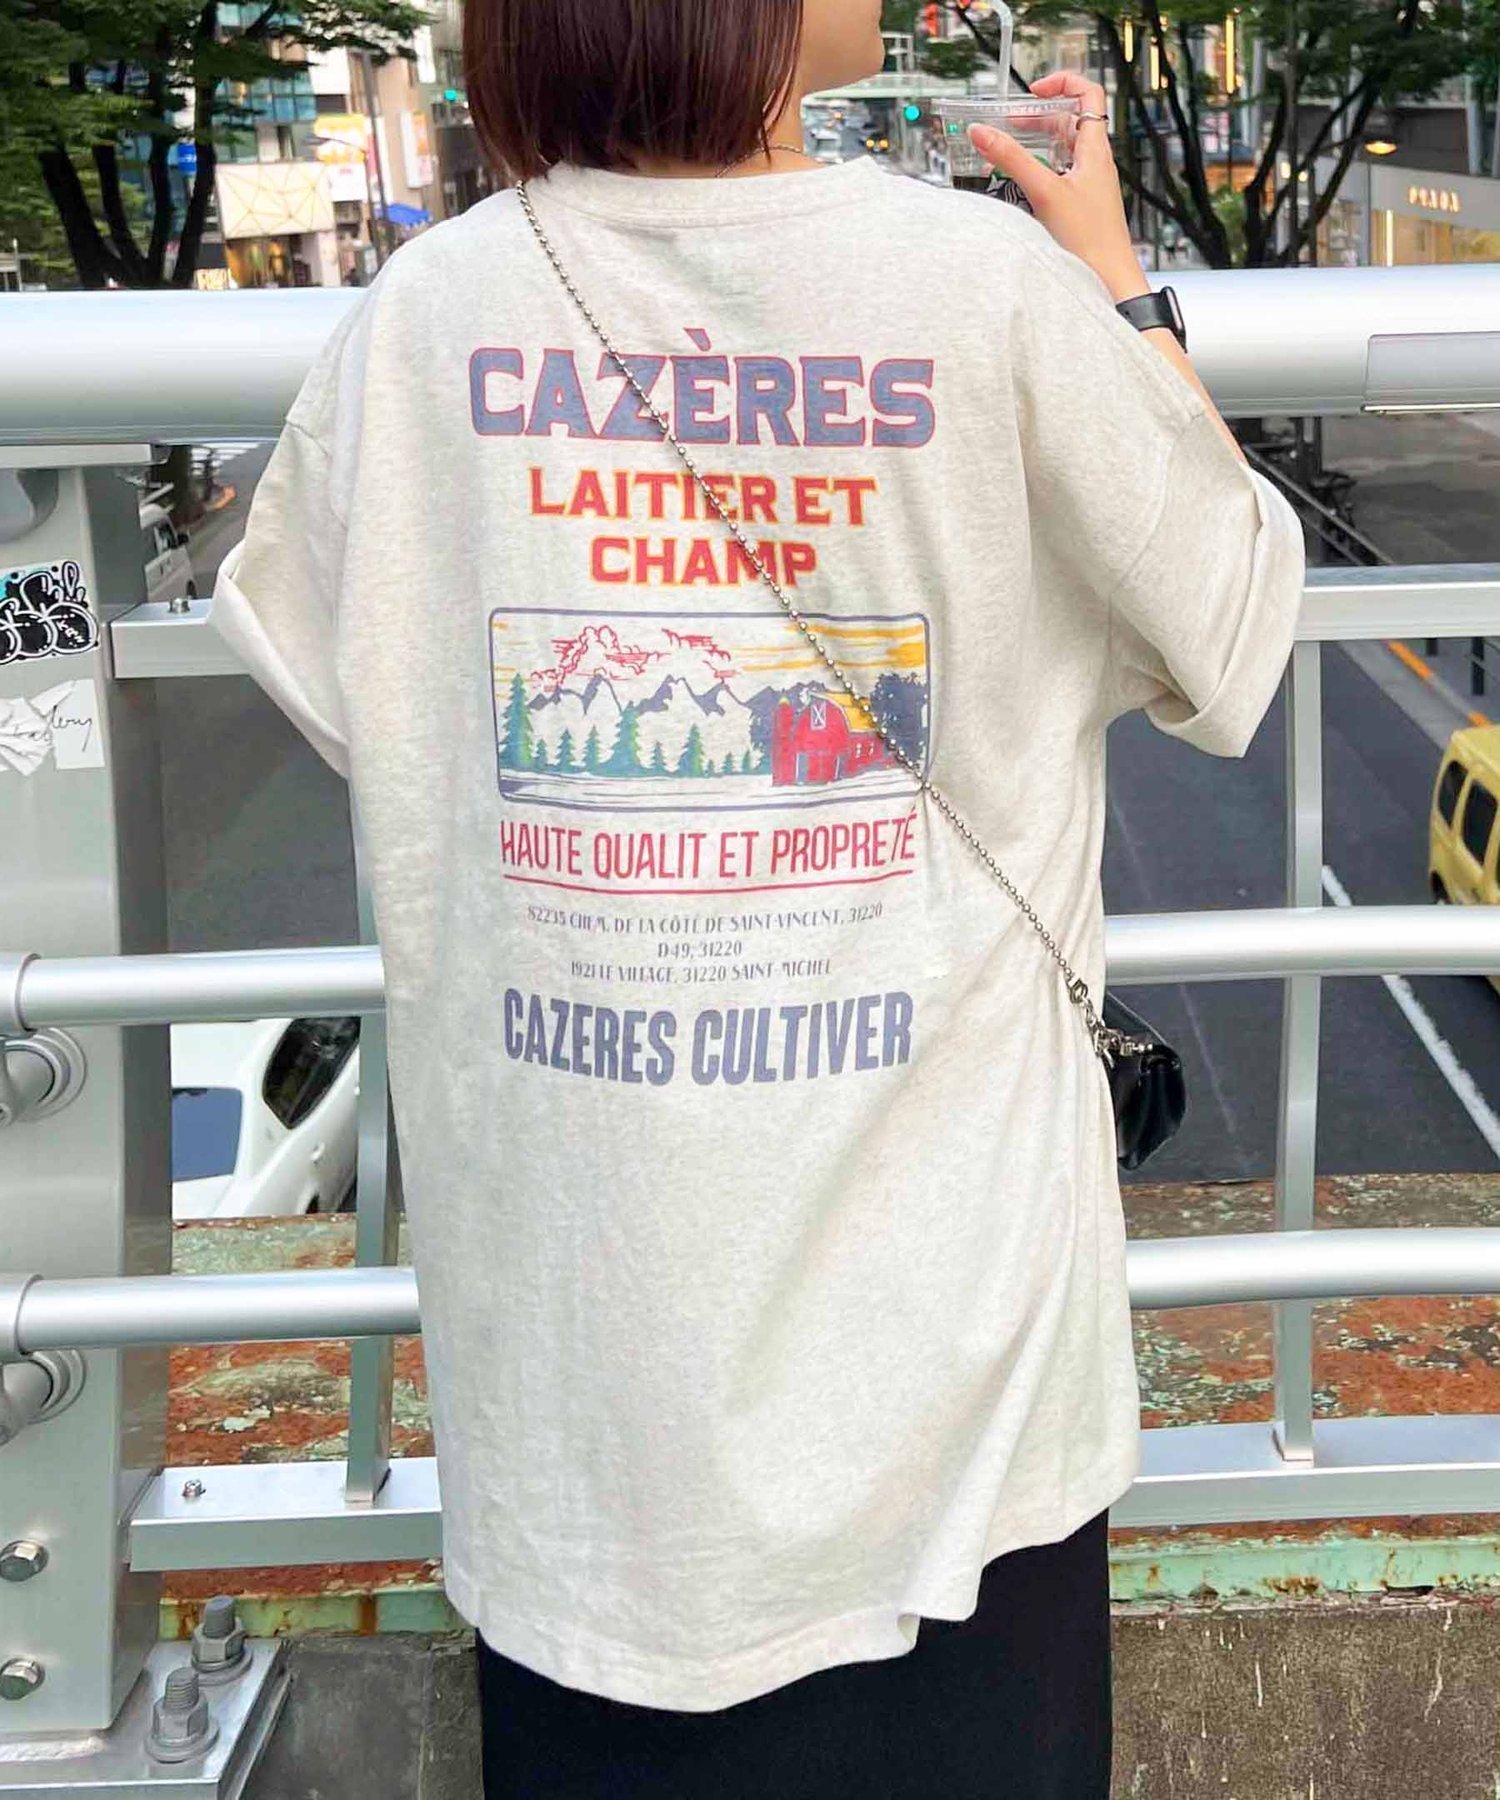 PRADA
CAZÈRES
LAITIER ET
CHAMP
HAUTE QUALIT ET PROPRETÉ
82235 CHEM. DE LA CÔTÉ DE SAINT-VINCENT, 31220
D49, 31220
1921 LE VILLAGE, 31220 SAINT-MICHEL
CAZERES CULTIVER